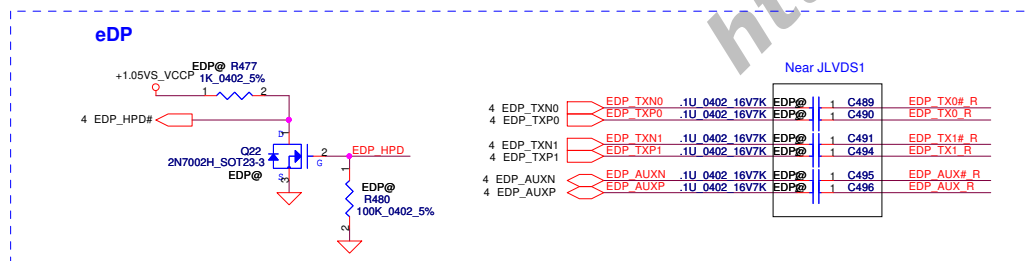 eDP
EDP@ R477
1K_0402_5%
+1.05VS_VCCP
1 2
4 EDP_HPD#
D
1
Q22
2N7002H_SOT23-3
EDP@
2
G
EDP_HPD
S
3
1
EDP@
R480
100K_0402_5%
2
Near JLVDS1
4 EDP_TXN0 EDP_TXN0 .1U_0402_16V7K EDP@ 2 1 C489 EDP_TX0#_R
4 EDP_TXP0 EDP_TXP0 .1U_0402_16V7K EDP@ 2 1 C490 EDP_TX0_R
4 EDP_TXN1 EDP_TXN1 .1U_0402_16V7K EDP@ 2 1 C491 EDP_TX1#_R
4 EDP_TXP1 EDP_TXP1 .1U_0402_16V7K EDP@ 2 1 C494 EDP_TX1_R
4 EDP_AUXN EDP_AUXN .1U_0402_16V7K EDP@ 2 1 C495 EDP_AUX#_R
4 EDP_AUXP EDP_AUXP .1U_0402_16V7K EDP@ 2 1 C496 EDP_AUX_R